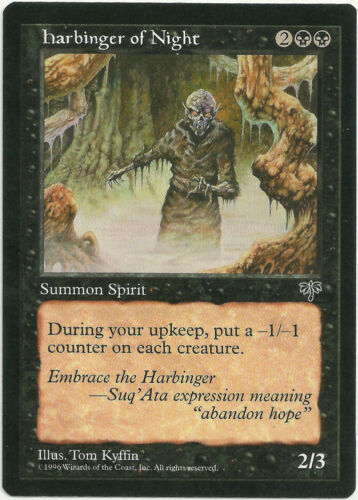 Harbinger of Night 2
Summon Spirit
During your upkeep, put a –1/–1
counter on each creature.
Embrace the Harbinger
—Suq'Ata expression meaning
"abandon hope"
Illus. Tom Kyffin
©1996 Wizards of the Coast, Inc. All rights reserved.
2/3